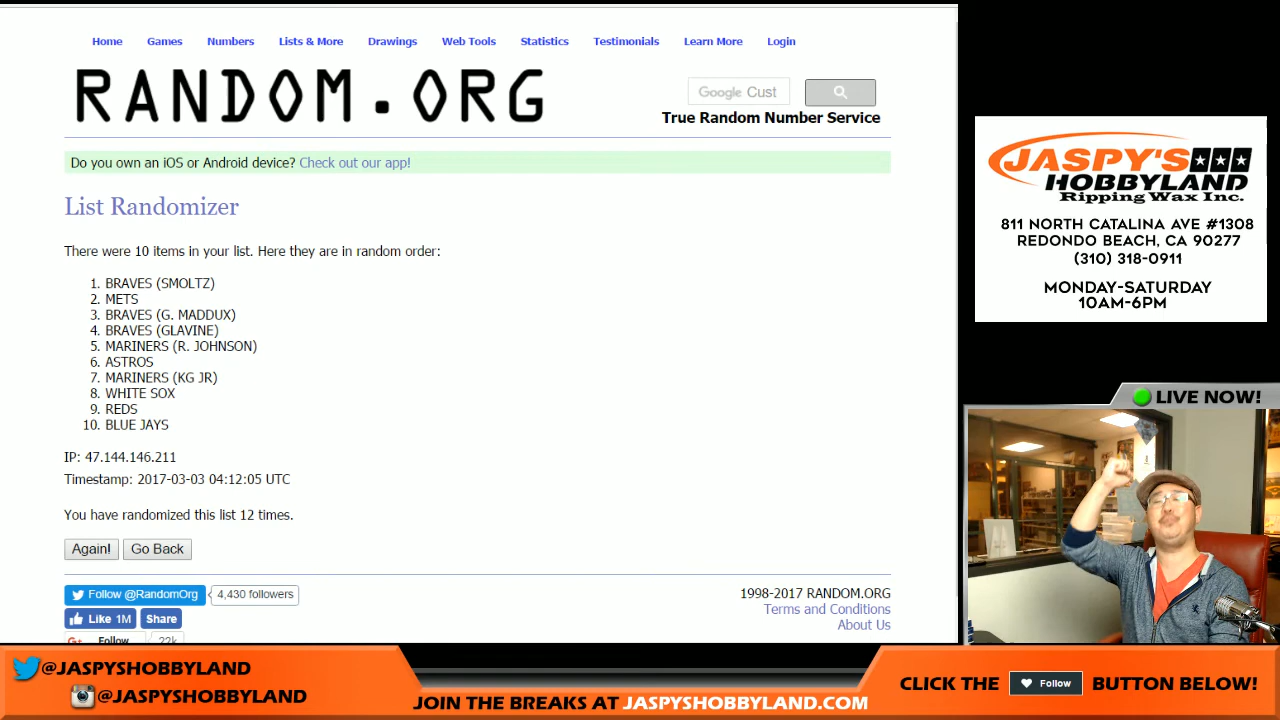 Home Games Numbers Lists & More Drawings Web Tools Statistics Testimonials Learn More Login
RANDOM.ORG
Google Cust
True Random Number Service
Do you own an iOS or Android device? Check out our app!
List Randomizer
There were 10 items in your list. Here they are in random order:
1. BRAVES (SMOLTZ)
2. METS
3. BRAVES (G. MADDUX)
4. BRAVES (GLAVINE)
5. MARINERS (R. JOHNSON)
6. ASTROS
7. MARINERS (KG JR)
8. WHITE SOX
9. REDS
10. BLUE JAYS
IP: 47.144.146.211
Timestamp: 2017-03-03 04:12:05 UTC
You have randomized this list 12 times.
Again! Go Back
Follow @RandomOrg 4,430 followers
Like 1M Share
G+ Follow 22k
1998-2017 RANDOM.ORG
Terms and Conditions
About Us
JASPY'S
HOBBYLAND
Ripping Wax Inc.
811 NORTH CATALINA AVE #1308
REDONDO BEACH, CA 90277
(310) 318-0911
MONDAY-SATURDAY
10AM-6PM
LIVE NOW!
@JASPYSHOBBYLAND
@JASPYSHOBBYLAND
JOIN THE BREAKS AT JASPYSHOBBYLAND.COM
CLICK THE Follow BUTTON BELOW!